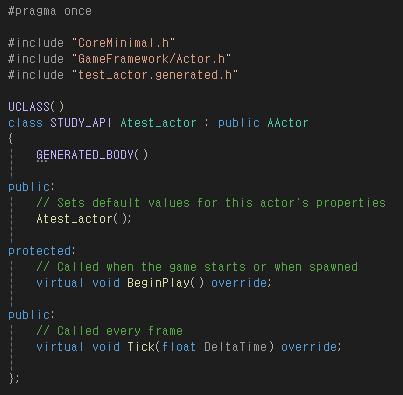 #pragma once
#include "CoreMinimal.h"
#include "GameFramework/Actor.h"
#include "test_actor.generated.h"
UCLASS()
class STUDY_API Atest_actor : public AActor
{
GENERATED_BODY()
public:
// Sets default values for this actor's properties
Atest_actor();
protected:
// Called when the game starts or when spawned
virtual void BeginPlay() override;
public:
// Called every frame
virtual void Tick(float DeltaTime) override;
};